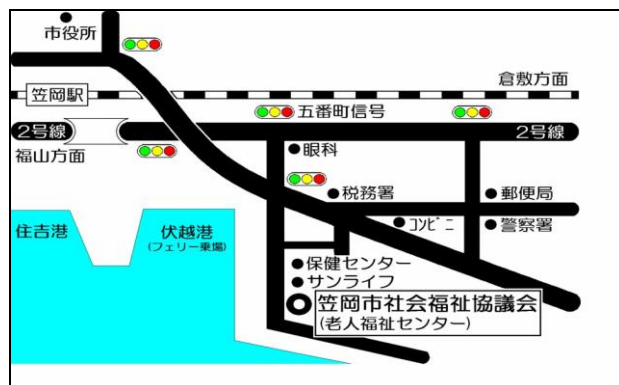 市役所
倉敷方面
笠岡駅
五番町信号
2号線
2号線
福山方面
眼科
税務署
郵便局
住吉港
伏越港
(フェリー乗場)
コンビニ
警察署
保健センター
サンライフ
笠岡市社会福祉協議会
(老人福祉センター)